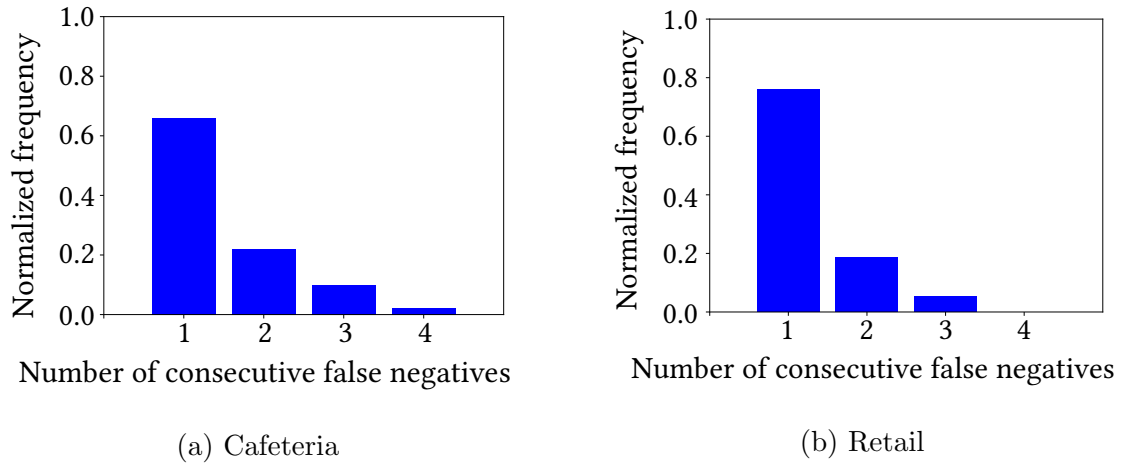 1.0
0.8
0.6
0.4
0.2
0.0
Normalized frequency
1 2 3 4
Number of consecutive false negatives
(a) Cafeteria
1.0
0.8
0.6
0.4
0.2
0.0
Normalized frequency
1 2 3 4
Number of consecutive false negatives
(b) Retail